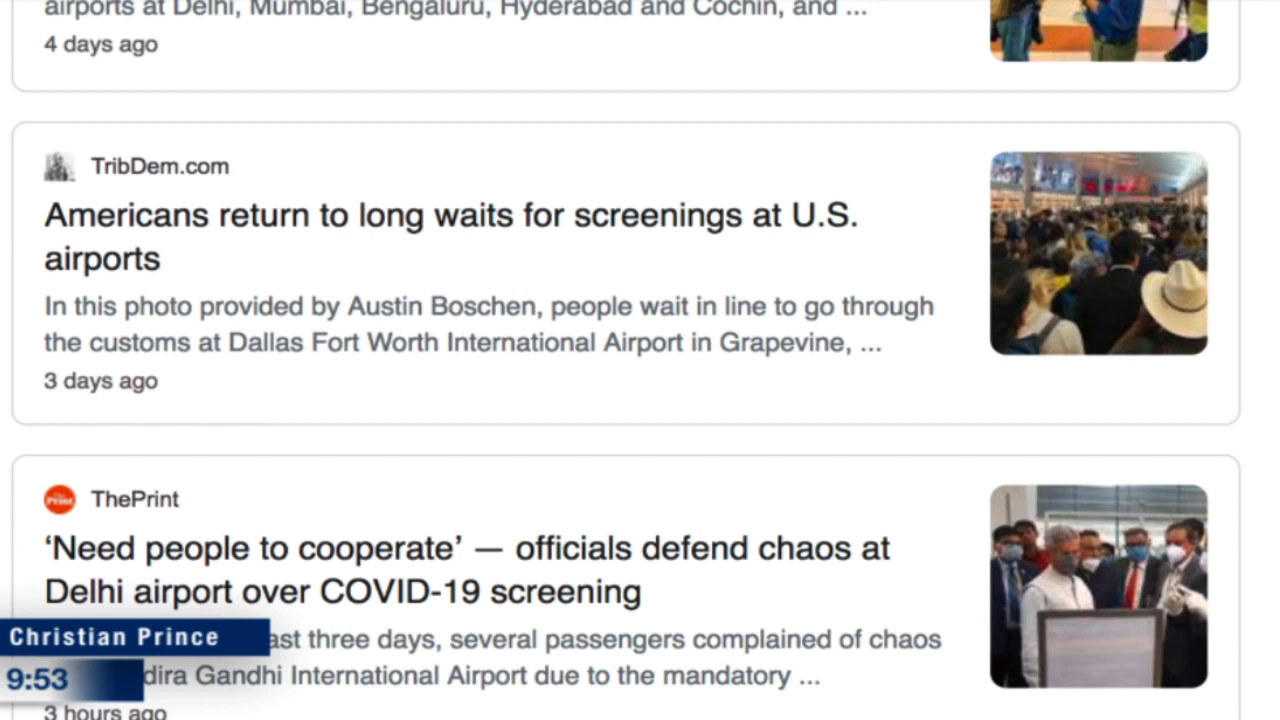 airports at Delhi, Mumbai, Bengaluru, Hyderabad and Cochin, and ...
4 days ago
TribDem.com
Americans return to long waits for screenings at U.S.
airports
In this photo provided by Austin Boschen, people wait in line to go through
the customs at Dallas Fort Worth International Airport in Grapevine, ...
3 days ago
ThePrint
‘Need people to cooperate’ — officials defend chaos at
Delhi airport over COVID-19 screening
Christian Prince
ast three days, several passengers complained of chaos
9:53
dira Gandhi International Airport due to the mandatory ...
3 hours ago